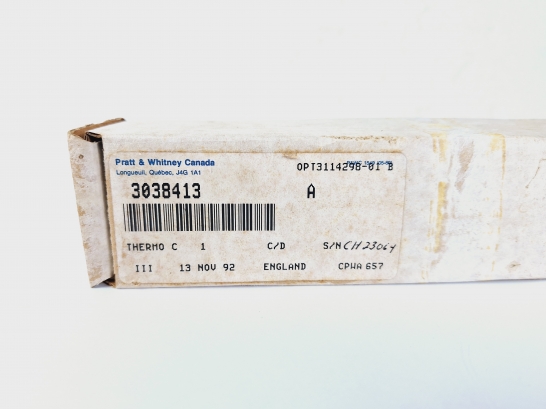 Pratt & Whitney Canada
Longueuil, Québec, J4G 1A1
OPT3114298-01 B
3038413 A
THERMO C 1 C/D S/N CH23064
III 13 NOV 92 ENGLAND CPWA 657